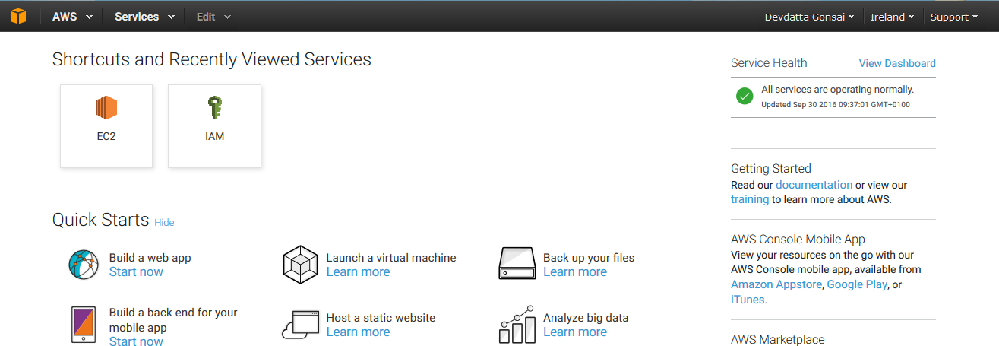 AWS Services Edit Devdatta Gonsai Ireland Support
Shortcuts and Recently Viewed Services
EC2
IAM
Quick Starts Hide
Build a web app
Start now
Launch a virtual machine
Learn more
Back up your files
Learn more
Build a back end for your
mobile app
Start now
Host a static website
Learn more
Analyze big data
Learn more
Service Health View Dashboard
All services are operating normally.
Updated Sep 30 2016 09:37:01 GMT+0100
Getting Started
Read our documentation or view our
training to learn more about AWS.
AWS Console Mobile App
View your resources on the go with our
AWS Console mobile app, available from
Amazon Appstore, Google Play, or
iTunes.
AWS Marketplace